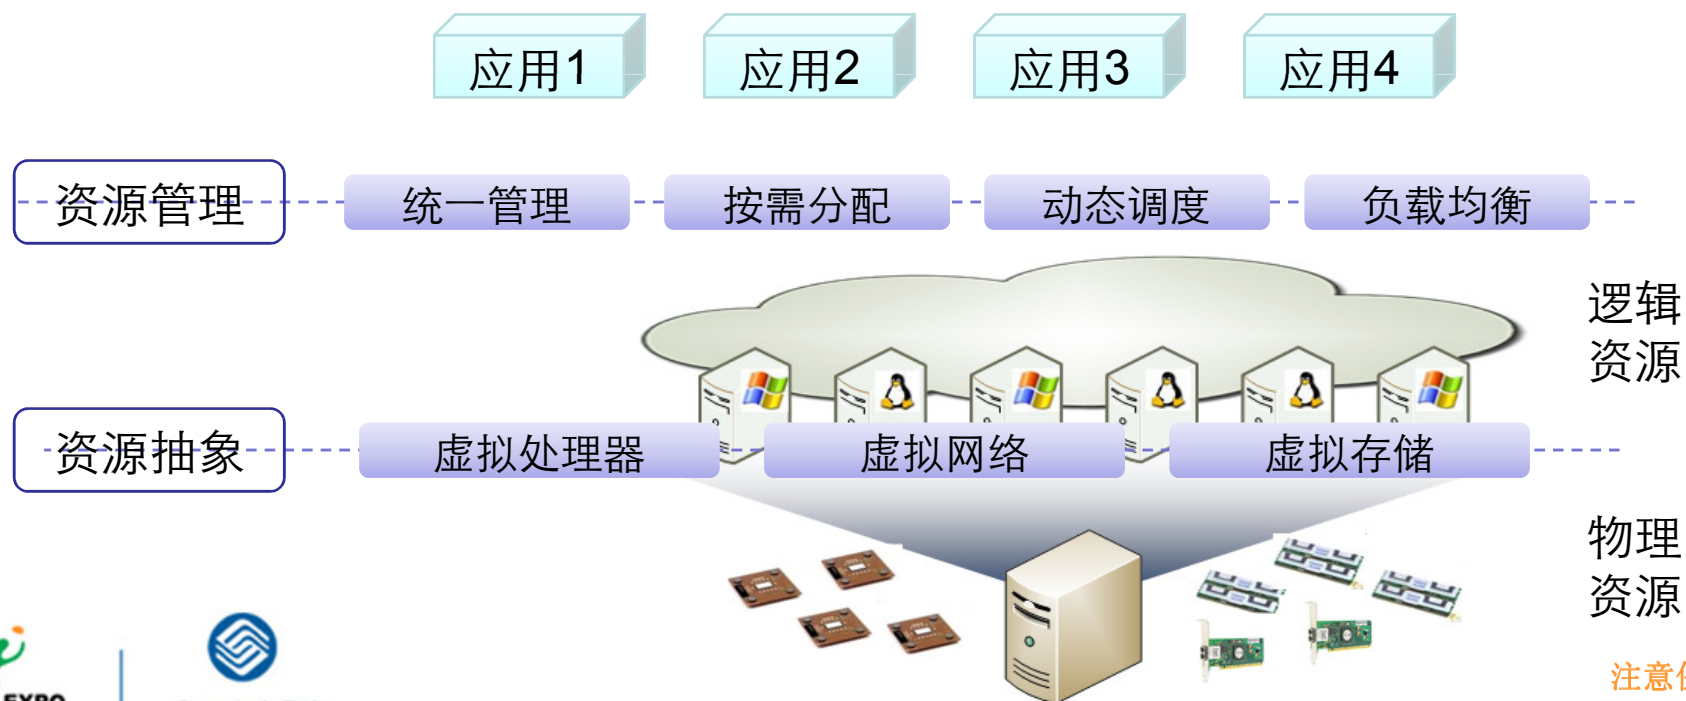 应用1
应用2
应用3
应用4
资源管理
统一管理
按需分配
动态调度
负载均衡
逻辑
资源
资源抽象
虚拟处理器
虚拟网络
虚拟存储
物理
资源
注意
EXPO